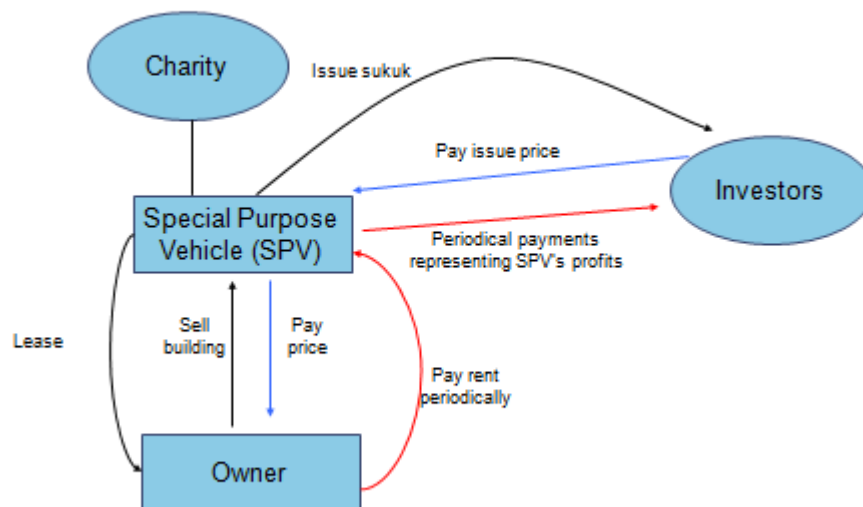 Charity
Issue sukuk
Pay issue price
Investors
Special Purpose
Vehicle (SPV)
Periodical payments
representing SPV's profits
Lease
Sell
building
Pay
price
Pay rent
periodically
Owner